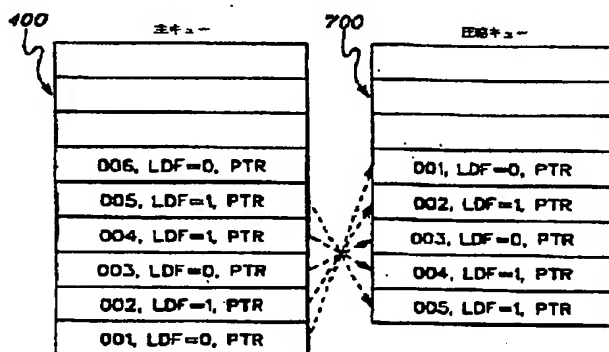 400
主キュー
006, LDF=0, PTR
005, LDF=1, PTR
004, LDF=1, PTR
003, LDF=0, PTR
002, LDF=1, PTR
001, LDF=0, PTR
700
圧縮キュー
001, LDF=0, PTR
002, LDF=1, PTR
003, LDF=0, PTR
004, LDF=1, PTR
005, LDF=1, PTR